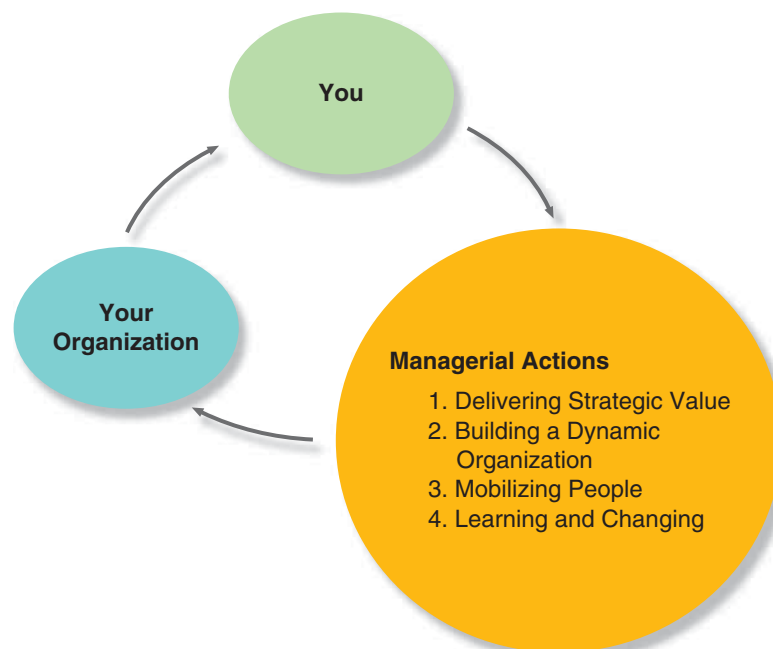 You
Your
Organization
Managerial Actions
1. Delivering Strategic Value
2. Building a Dynamic
Organization
3. Mobilizing People
4. Learning and Changing